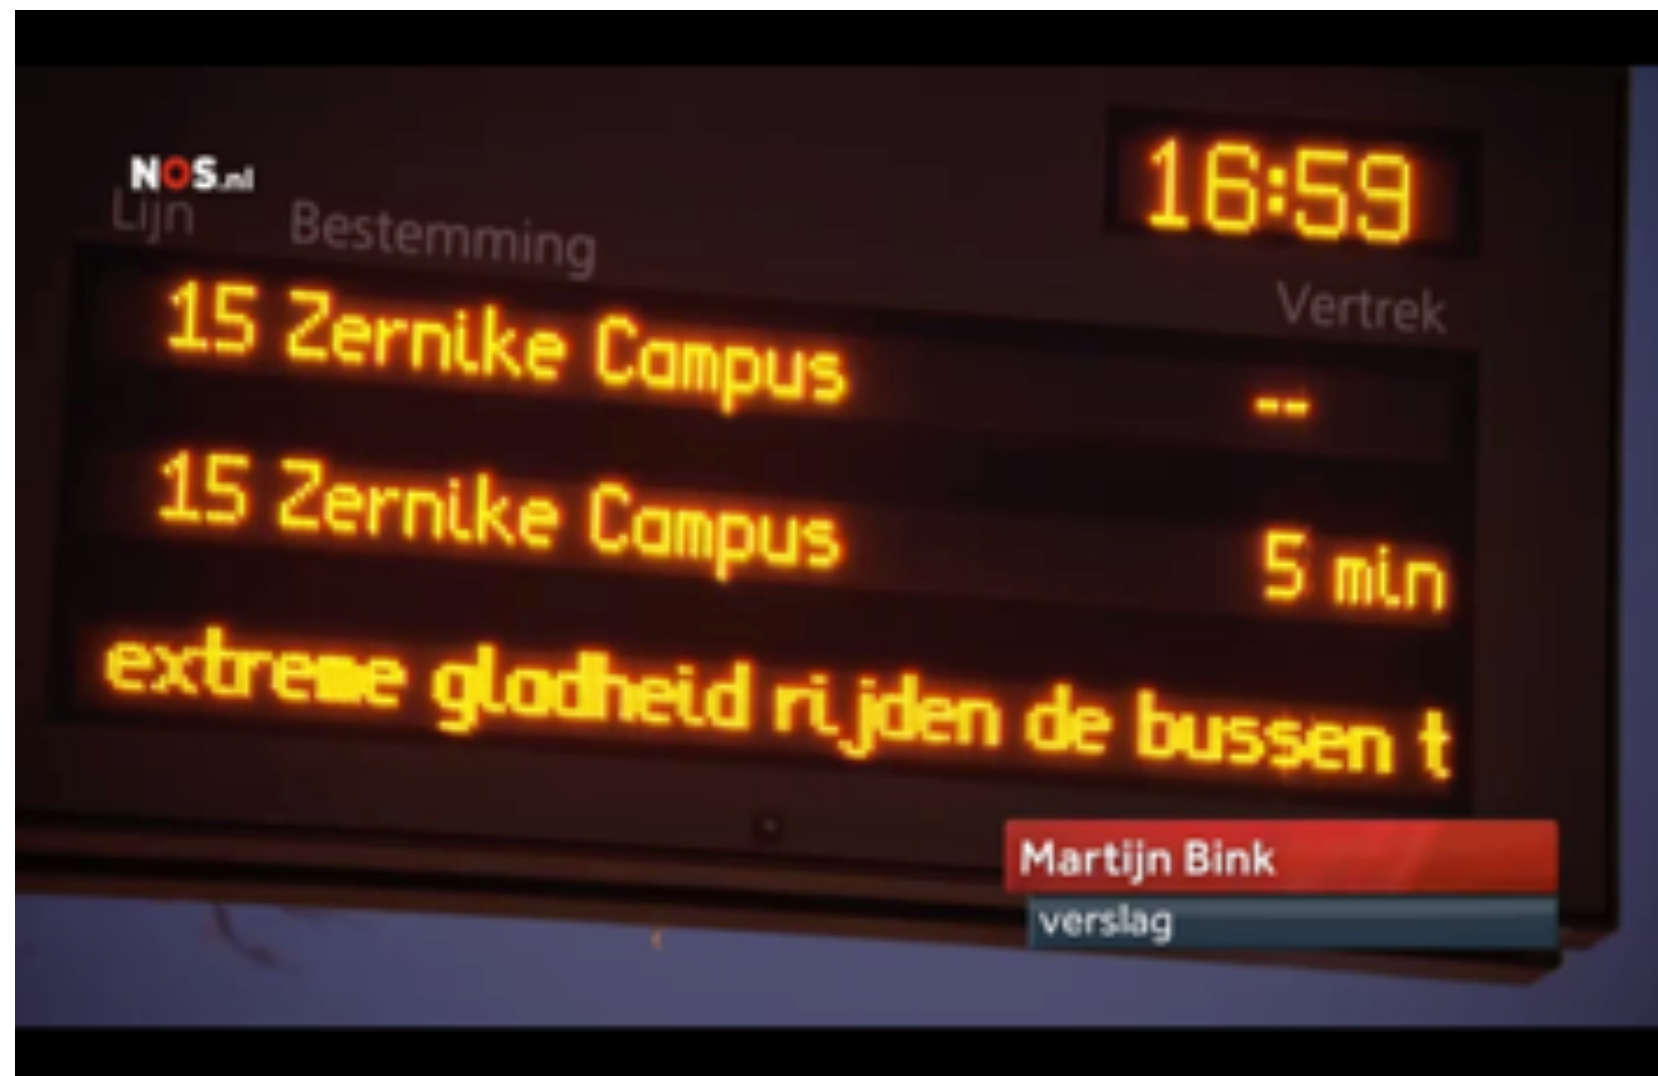 NOS.nl
16:59
Lijn Bestemming Vertrek
15 Zernike Campus --
15 Zernike Campus 5 min
extreme gladheid rijden de bussen t
Martijn Bink
verslag